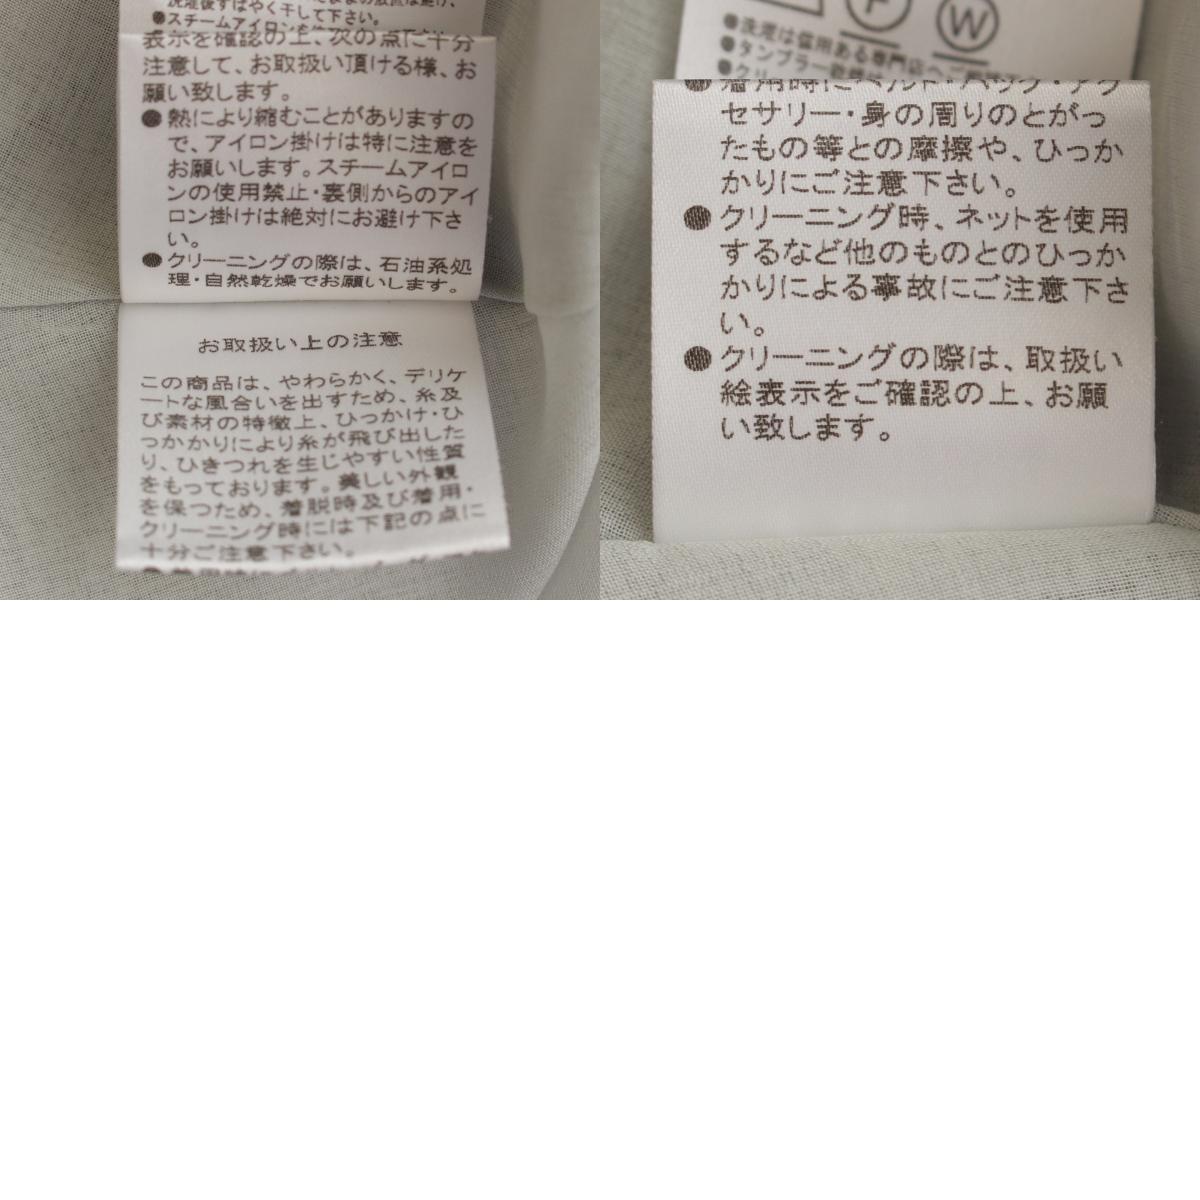 ●スチームアイロン
表示を確認の上、次の点に十分
注意して、お取扱い頂ける様、お
願い致します。
●熱により縮むことがありますの
で、アイロン掛けは特に注意を
お願いします。スチームアイロ
ンの使用禁止・裏側からのアイ
ロン掛けは絶対にお避け下さ
い。
●クリーニングの際は、石油系処
理・自然乾燥でお願いします。
お取扱い上の注意
この商品は、やわらかく、デリケ
ートな風合いを出すため、糸及
び素材の特徴上、ひっかけ・ひ
っかかりにより糸が飛び出した
り、ひきつれを生じやすい性質
をもっております。美しい外観
を保つため、着脱時及び着用・
クリーニング時には下記の点に
十分ご注意下さい。
F
W
●洗濯は信用ある専門店へ
●タンブラー乾燥は
●クリー
●着用時にベルト・バッグ・アク
セサリー・身の周りのとがっ
たもの等との摩擦や、ひっか
かりにご注意下さい。
●クリーニング時、ネットを使用
するなど他のものとのひっか
かりによる事故にご注意下さ
い。
●クリーニングの際は、取扱い
絵表示をご確認の上、お願
い致します。